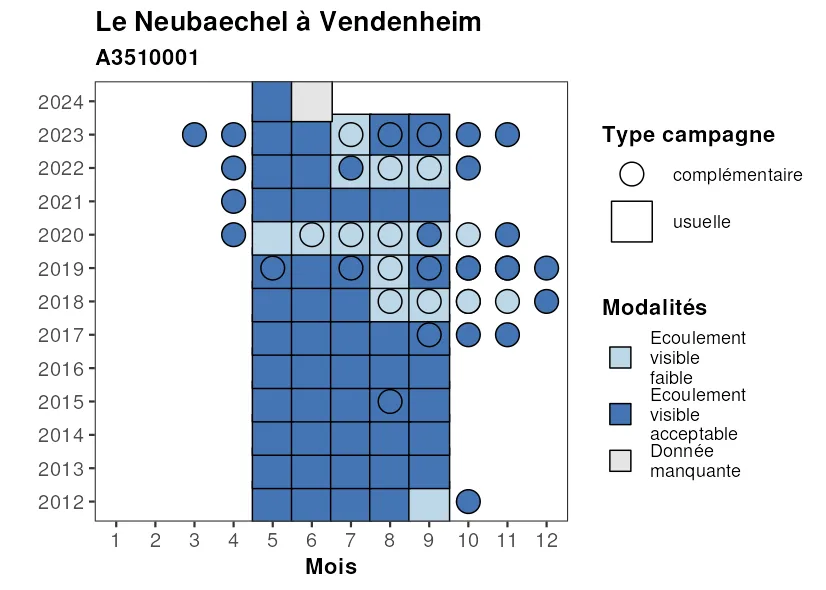 Le Neubaechel à Vendenheim
A3510001
2024
2023
2022
2021
2020
2019
2018
2017
2016
2015
2014
2013
2012
1 2 3 4 5 6 7 8 9 10 11 12
Mois
Type campagne
complémentaire
usuelle
Modalités
Ecoulement
visible
faible
Ecoulement
visible
acceptable
Donnée
manquante